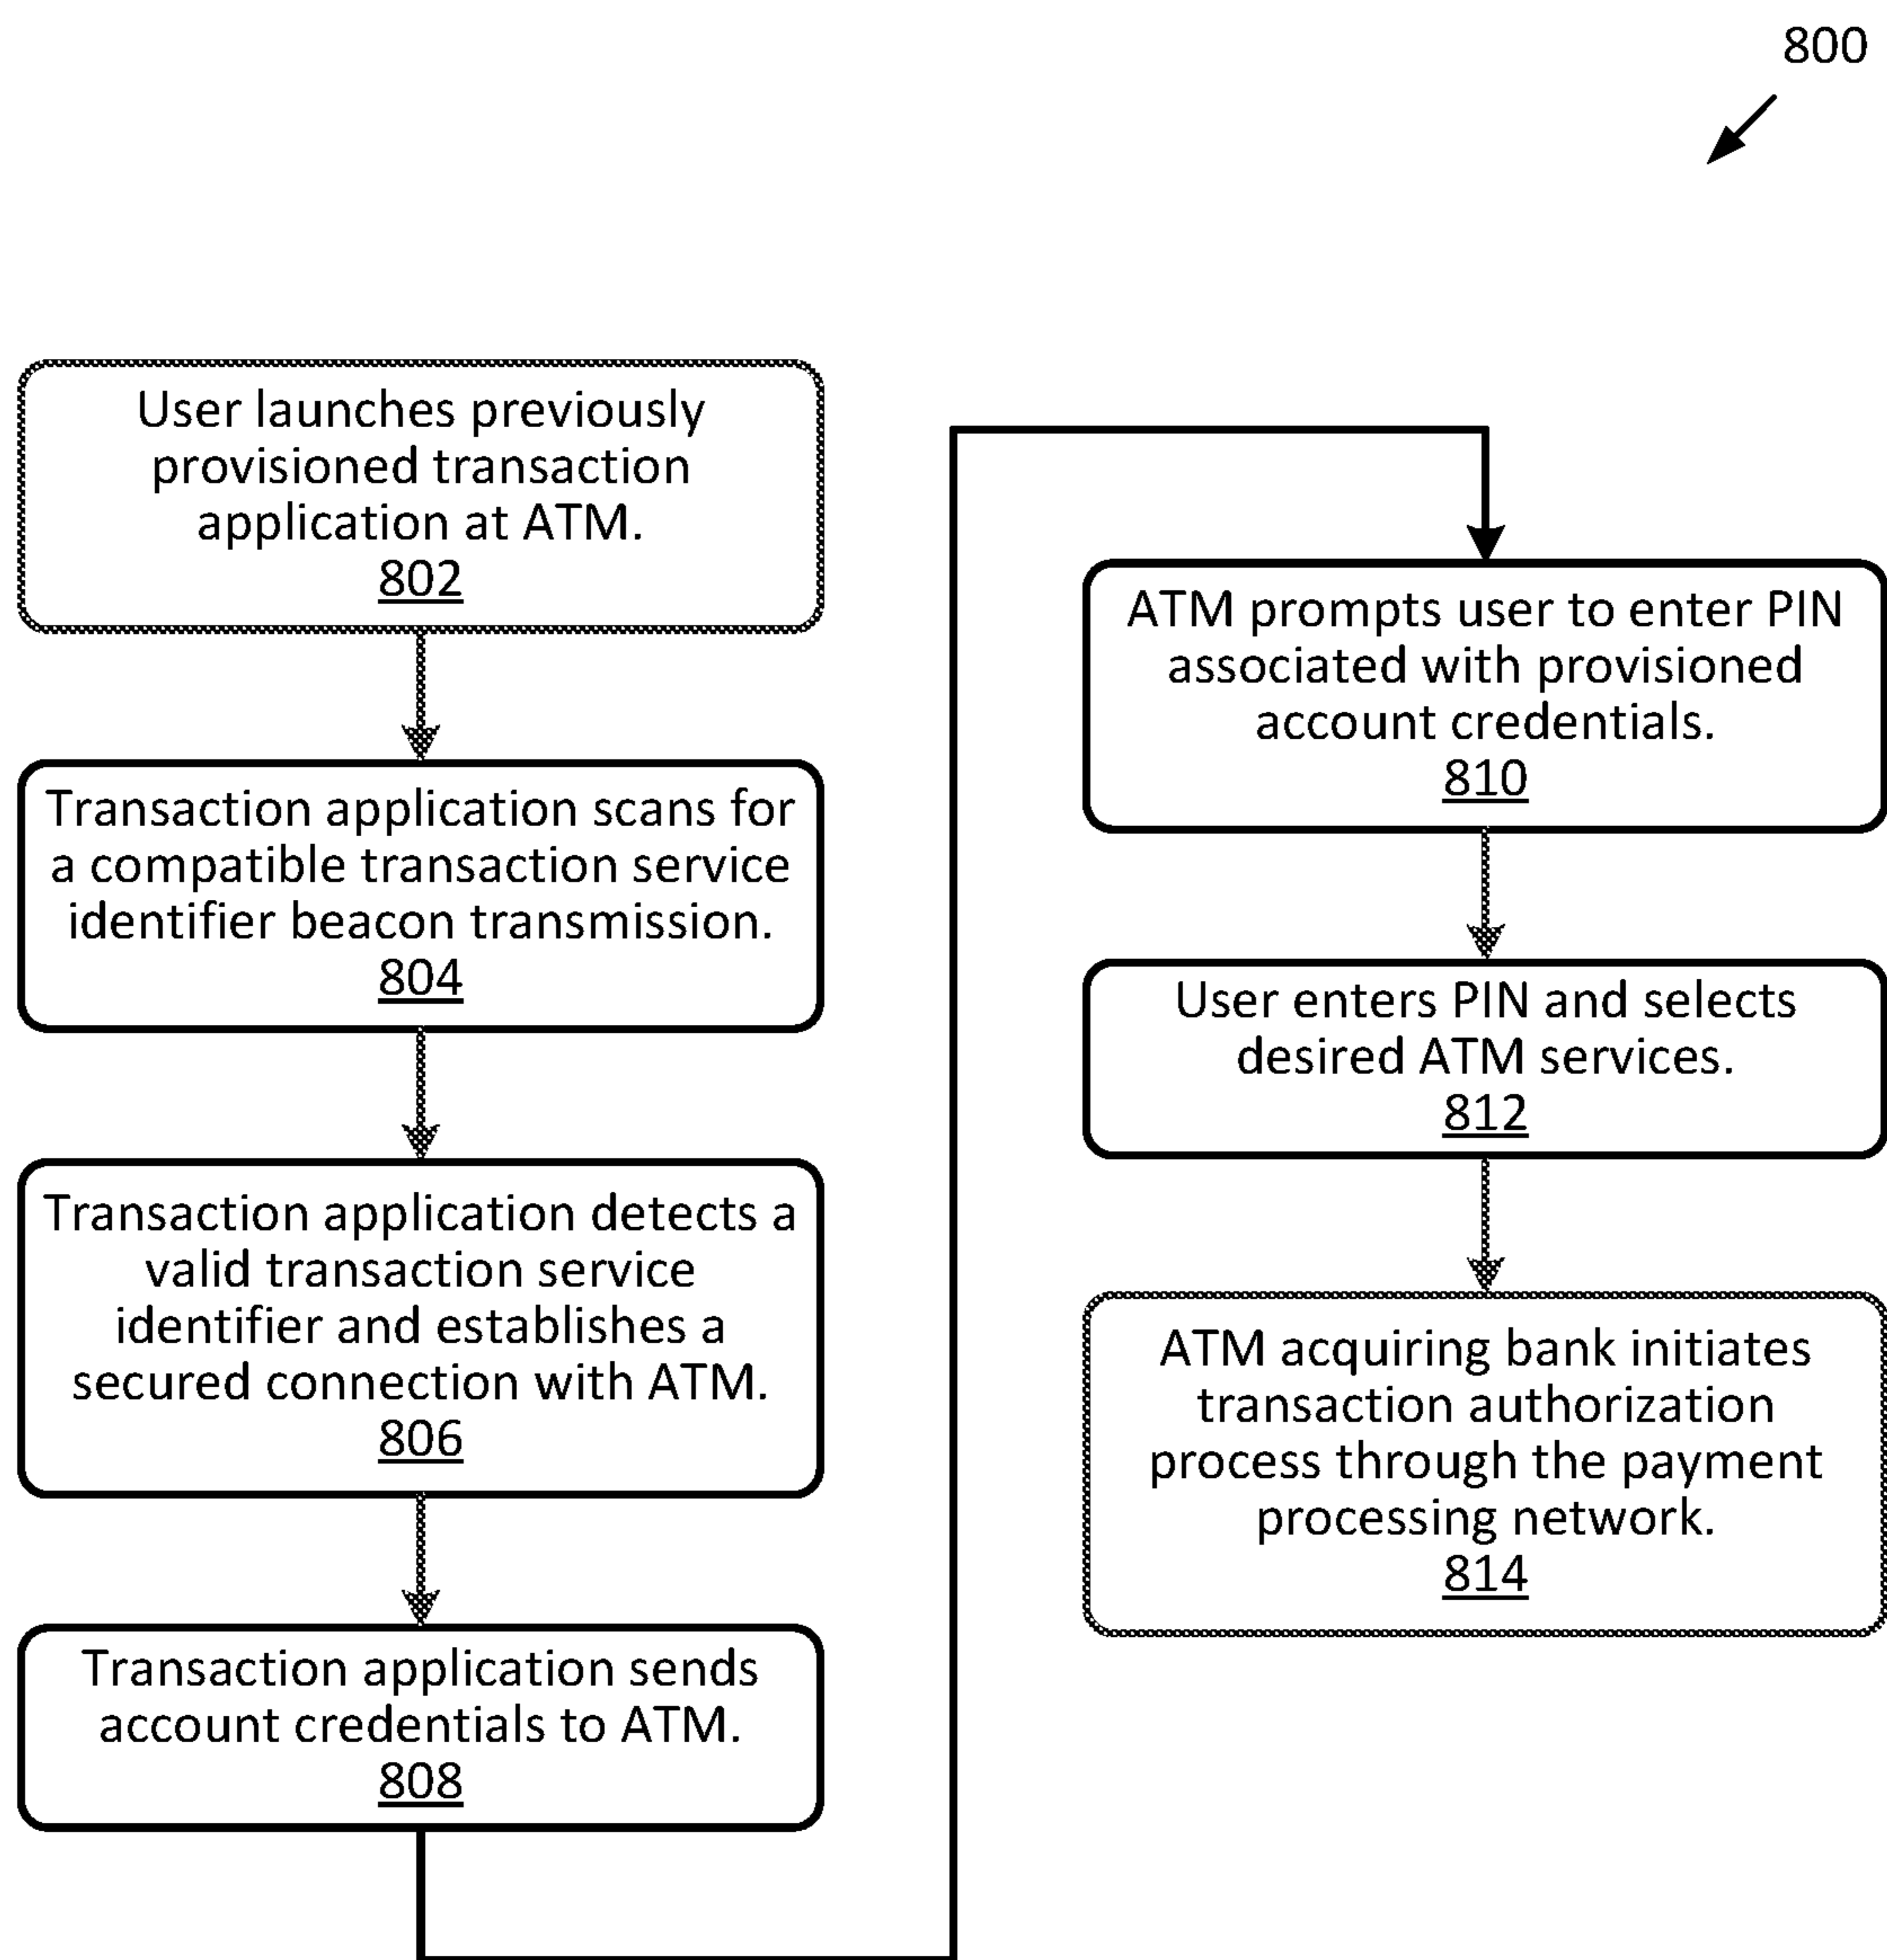 800
User launches previously
provisioned transaction
application at ATM.
802
Transaction application scans for
a compatible transaction service
identifier beacon transmission.
804
Transaction application detects a
valid transaction service
identifier and establishes a
secured connection with ATM.
806
Transaction application sends
account credentials to ATM.
808
ATM prompts user to enter PIN
associated with provisioned
account credentials.
810
User enters PIN and selects
desired ATM services.
812
ATM acquiring bank initiates
transaction authorization
process through the payment
processing network.
814